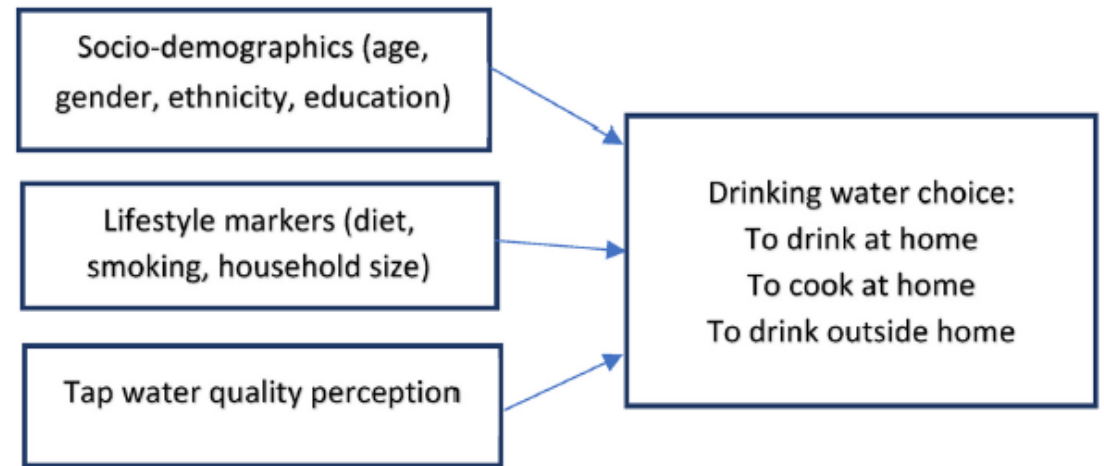 Socio-demographics (age,
gender, ethnicity, education)
Lifestyle markers (diet,
smoking, household size)
Tap water quality perception
Drinking water choice:
To drink at home
To cook at home
To drink outside home